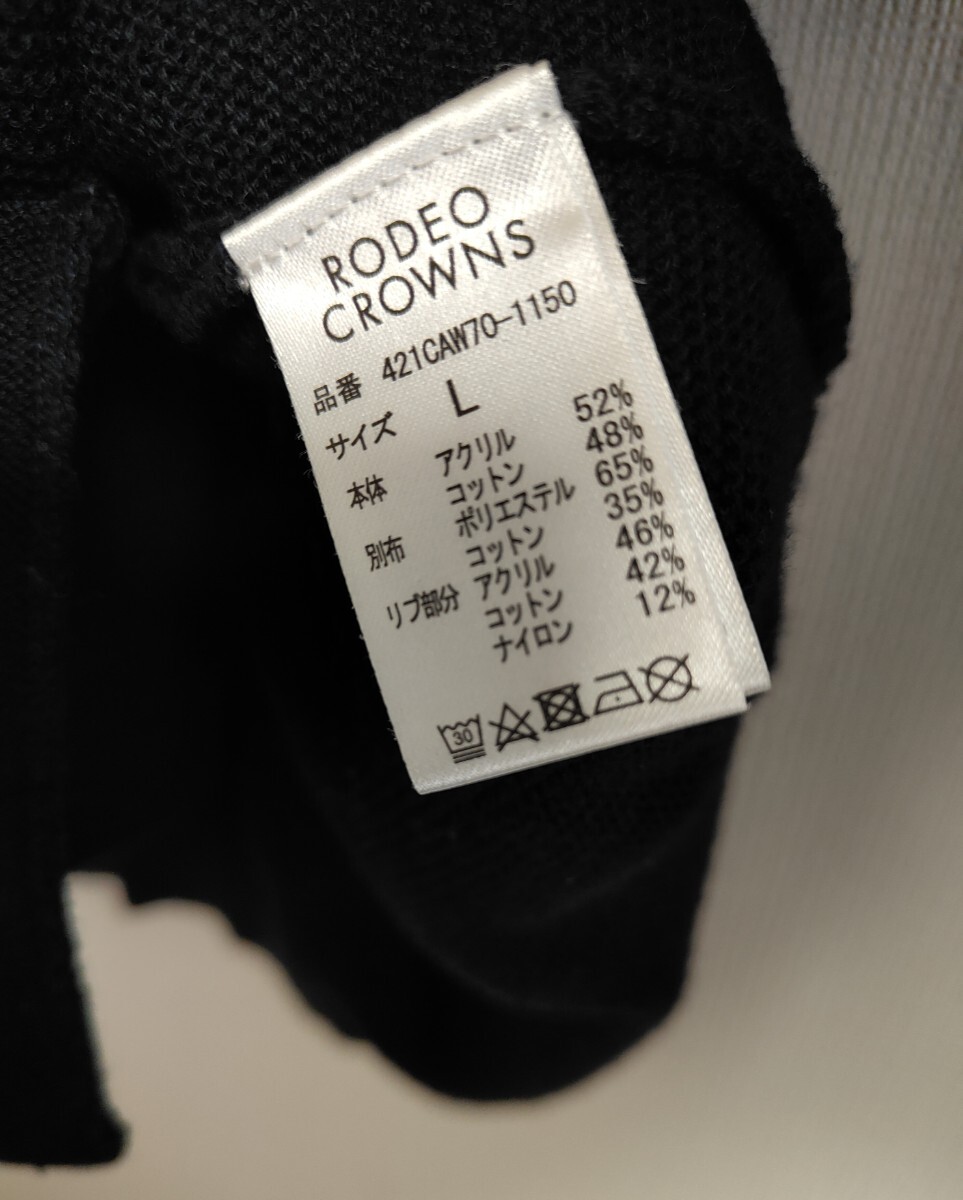 RODEO
CROWNS
品番 421CAW70-1150
サイズ L
本体 アクリル 52%
コットン 48%
別布 ポリエステル 65%
コットン 35%
リブ部分 アクリル 46%
コットン 42%
ナイロン 12%
30